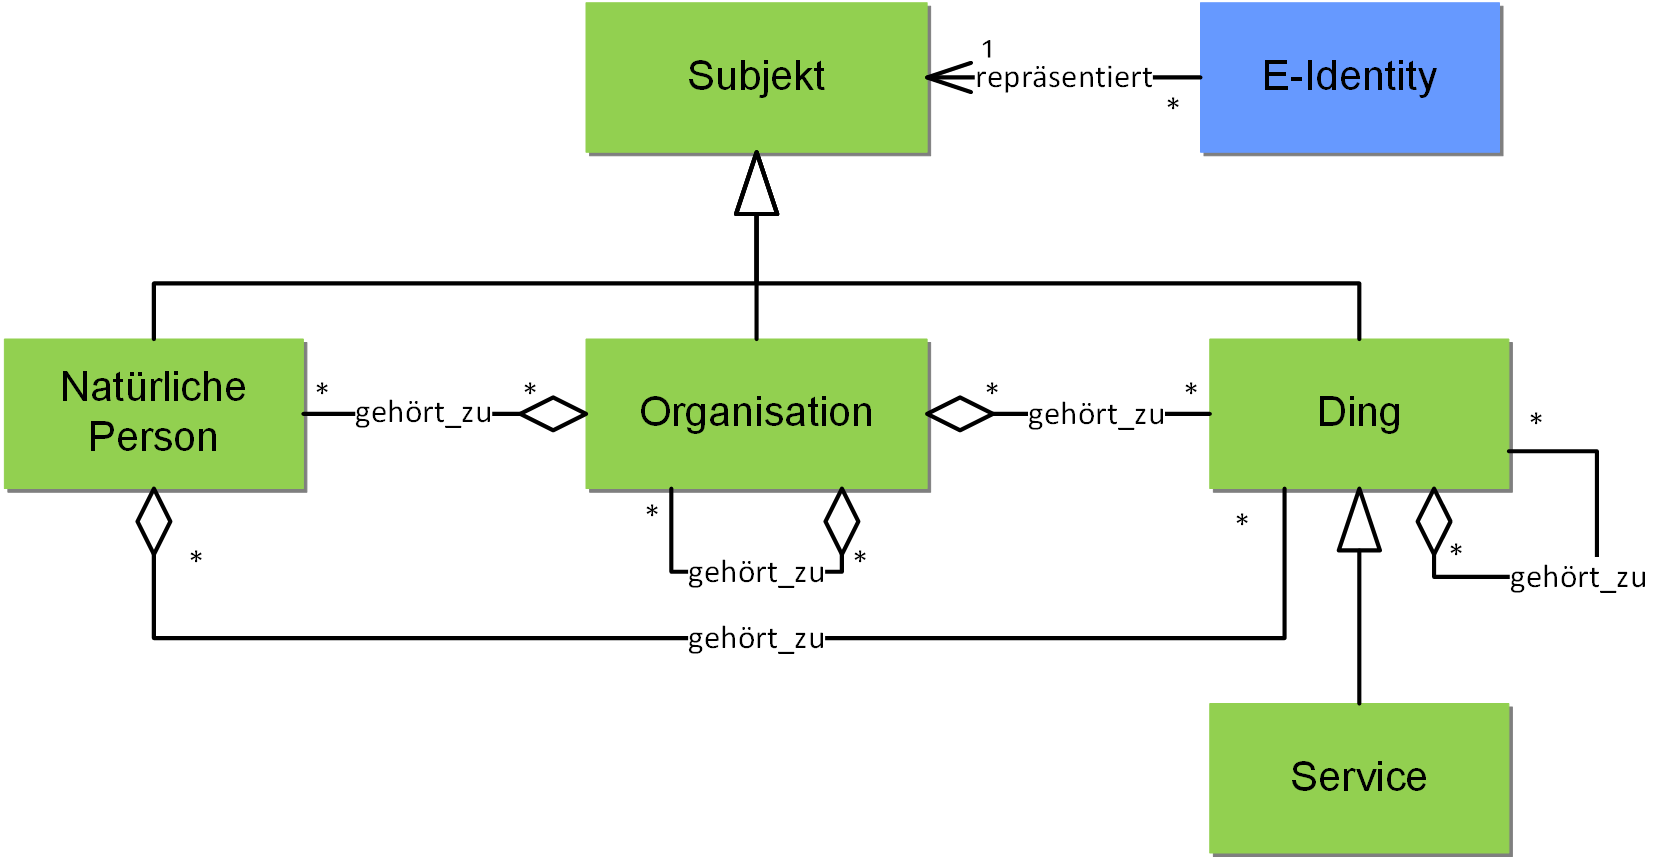 Subjekt
1
repräsentiert
*
E-Identity
Natürliche
Person
*
gehört_zu
*
Organisation
*
gehört_zu
*
Ding
*
*
gehört_zu
*
*
*
gehört_zu
*
gehört_zu
Service